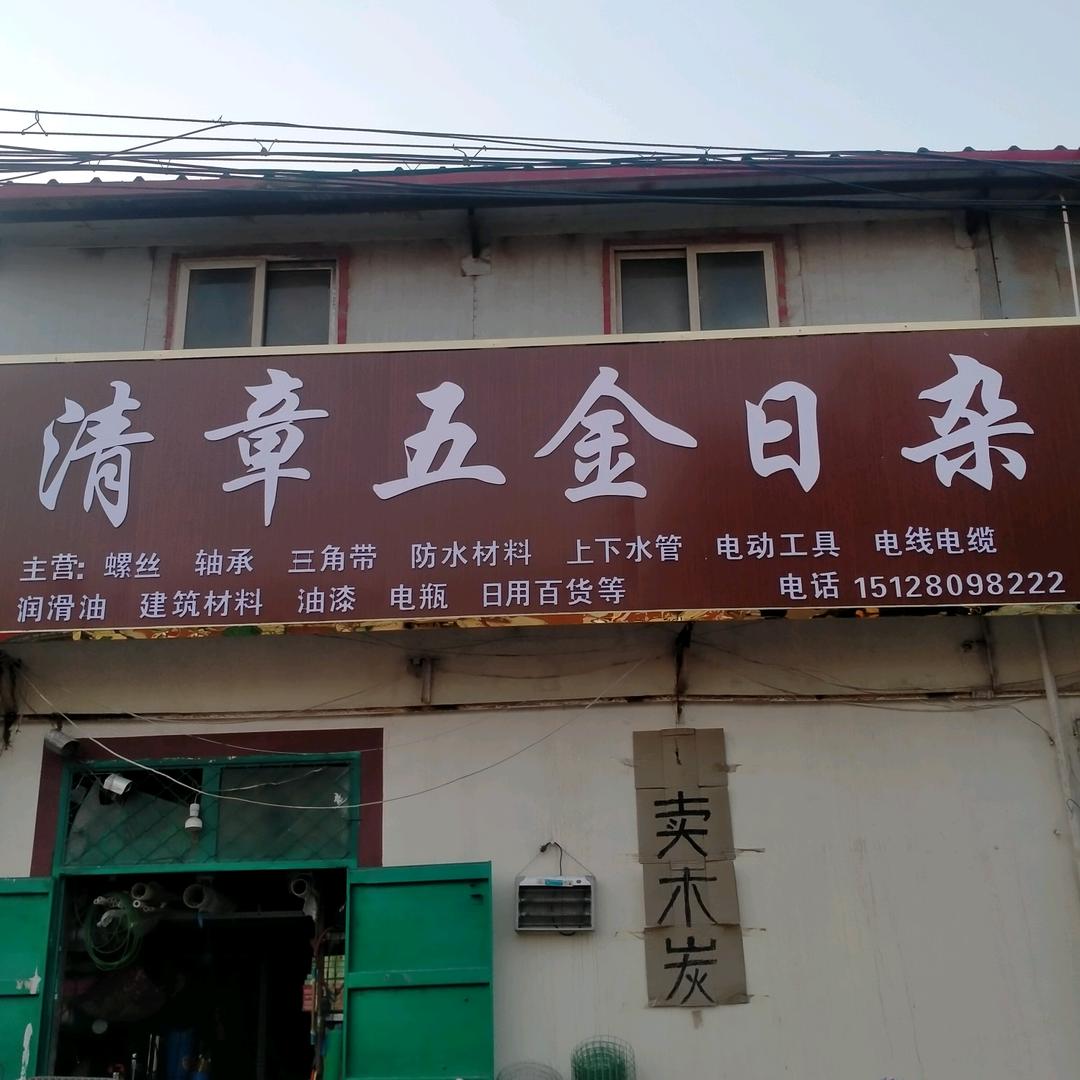 清章五金日杂
主营：螺丝 轴承 三角带 防水材料 上下水管 电动工具 电线电缆
润滑油 建筑材料 油漆 电瓶 日用百货等 电话 15128098222
卖木炭